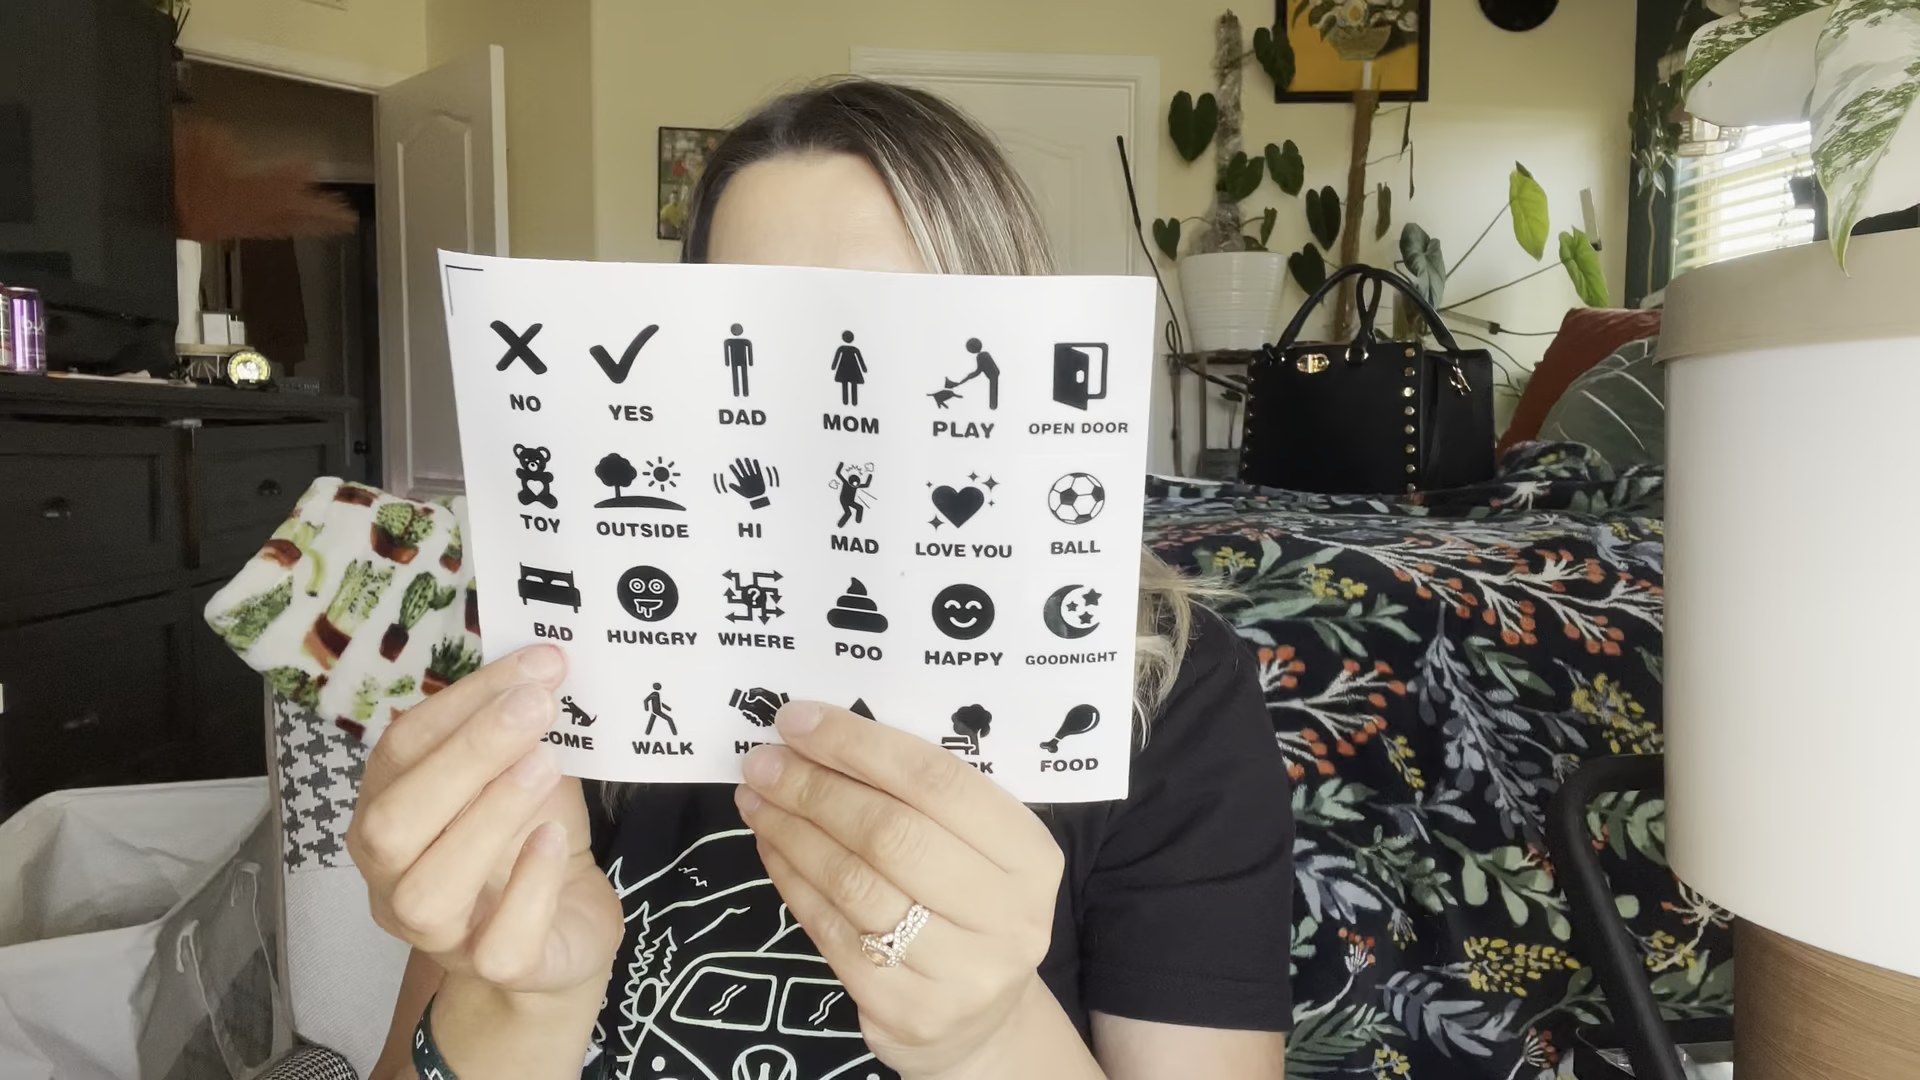 NO YES DAD MOM PLAY OPEN DOOR
TOY OUTSIDE HI MAD LOVE YOU BALL
BAD HUNGRY WHERE POO HAPPY GOODNIGHT
WALK FOOD